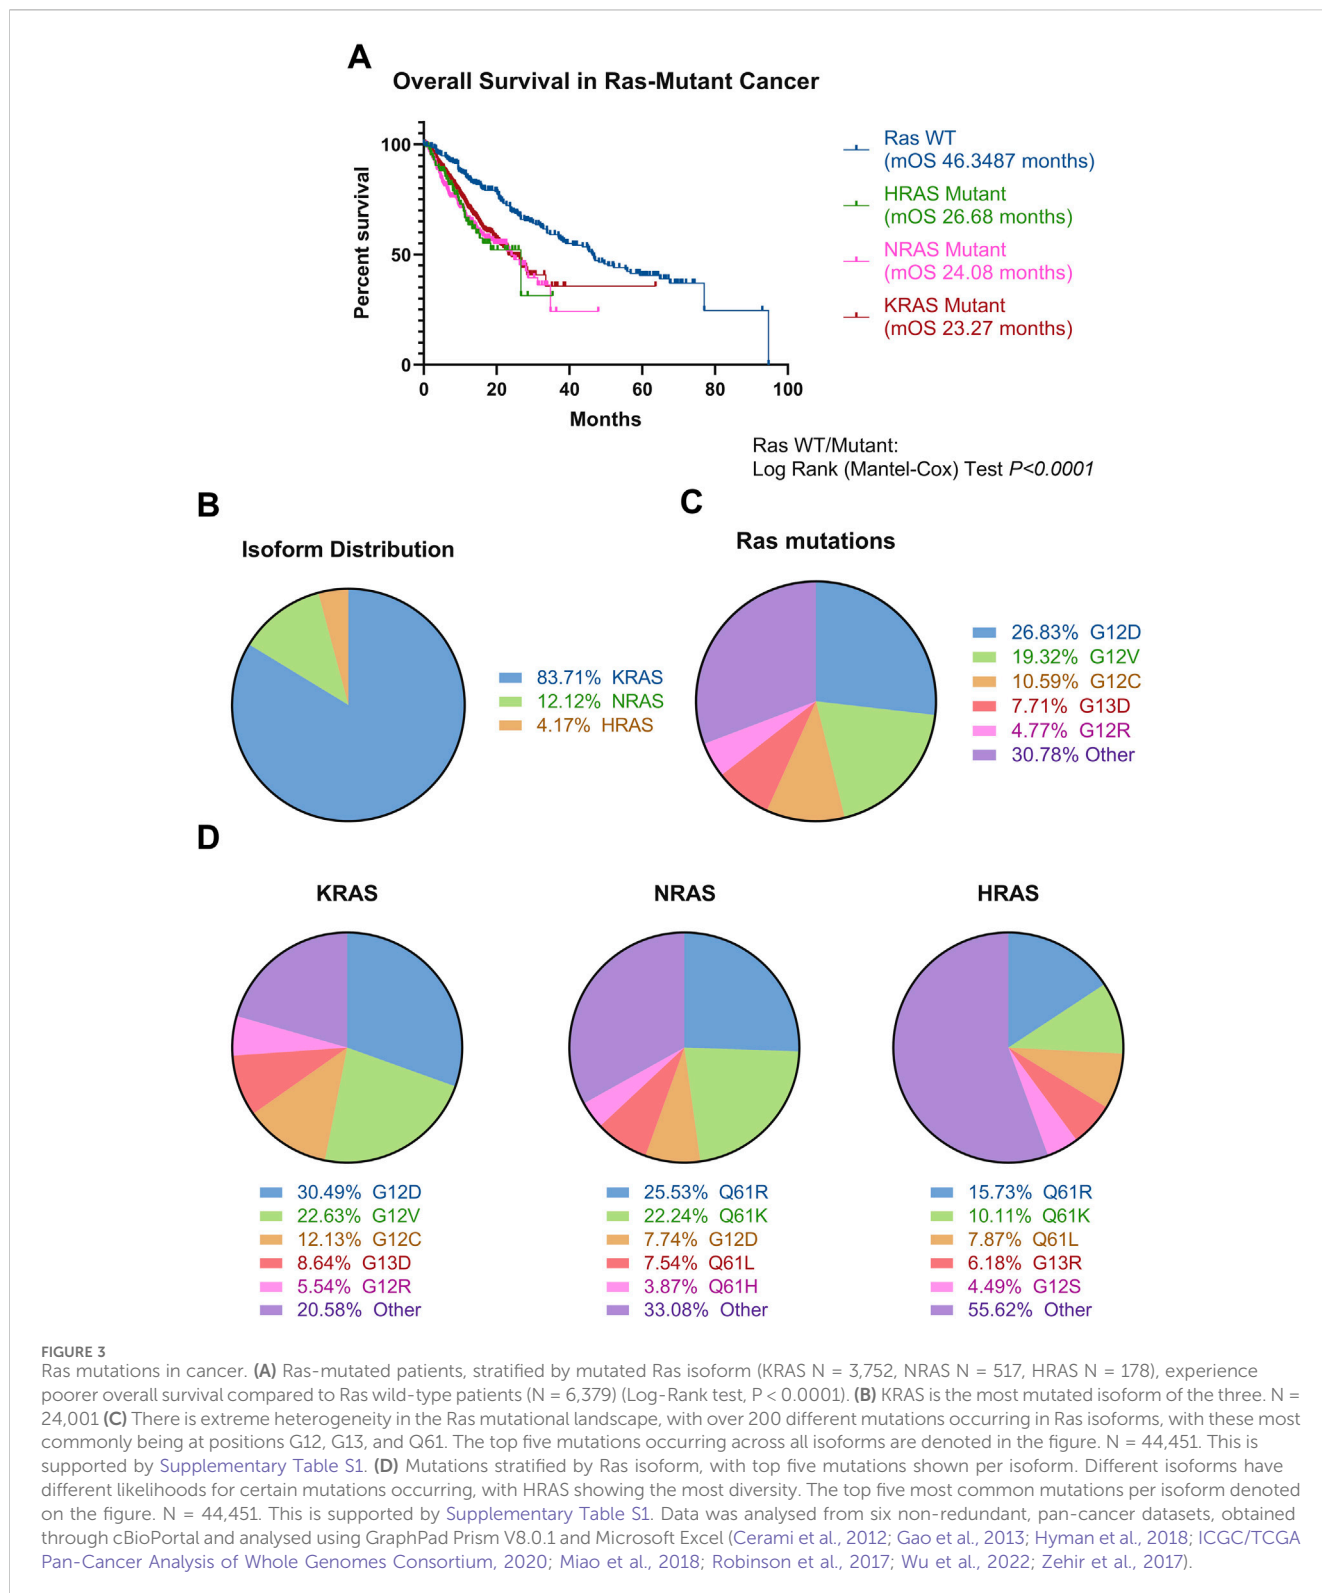 A
Overall Survival in Ras-Mutant Cancer
Percent survival
100
50
0
0 20 40 60 80 100
Months
Ras WT
(mOS 46.3487 months)
HRAS Mutant
(mOS 26.68 months)
NRAS Mutant
(mOS 24.08 months)
KRAS Mutant
(mOS 23.27 months)
Ras WT/Mutant:
Log Rank (Mantel-Cox) Test P<0.0001
B
Isoform Distribution
83.71% KRAS
12.12% NRAS
4.17% HRAS
C
Ras mutations
26.83% G12D
19.32% G12V
10.59% G12C
7.71% G13D
4.77% G12R
30.78% Other
D
KRAS
30.49% G12D
22.63% G12V
12.13% G12C
8.64% G13D
5.54% G12R
20.58% Other
NRAS
25.53% Q61R
22.24% Q61K
7.74% G12D
7.54% Q61L
3.87% Q61H
33.08% Other
HRAS
15.73% Q61R
10.11% Q61K
7.87% Q61L
6.18% G13R
4.49% G12S
55.62% Other
FIGURE 3
Ras mutations in cancer. (A) Ras-mutated patients, stratified by mutated Ras isoform (KRAS N = 3,752, NRAS N = 517, HRAS N = 178), experience
poorer overall survival compared to Ras wild-type patients (N = 6,379) (Log-Rank test, P < 0.0001). (B) KRAS is the most mutated isoform of the three. N =
24,001 (C) There is extreme heterogeneity in the Ras mutational landscape, with over 200 different mutations occurring in Ras isoforms, with these most
commonly being at positions G12, G13, and Q61. The top five mutations occurring across all isoforms are denoted in the figure. N = 44,451. This is
supported by Supplementary Table S1. (D) Mutations stratified by Ras isoform, with top five mutations shown per isoform. Different isoforms have
different likelihoods for certain mutations occurring, with HRAS showing the most diversity. The top five most common mutations per isoform denoted
on the figure. N = 44,451. This is supported by Supplementary Table S1. Data was analysed from six non-redundant, pan-cancer datasets, obtained
through cBioPortal and analysed using GraphPad Prism V8.0.1 and Microsoft Excel (Cerami et al., 2012; Gao et al., 2013; Hyman et al., 2018; ICGC/TCGA
Pan-Cancer Analysis of Whole Genomes Consortium, 2020; Miao et al., 2018; Robinson et al., 2017; Wu et al., 2022; Zehir et al., 2017).